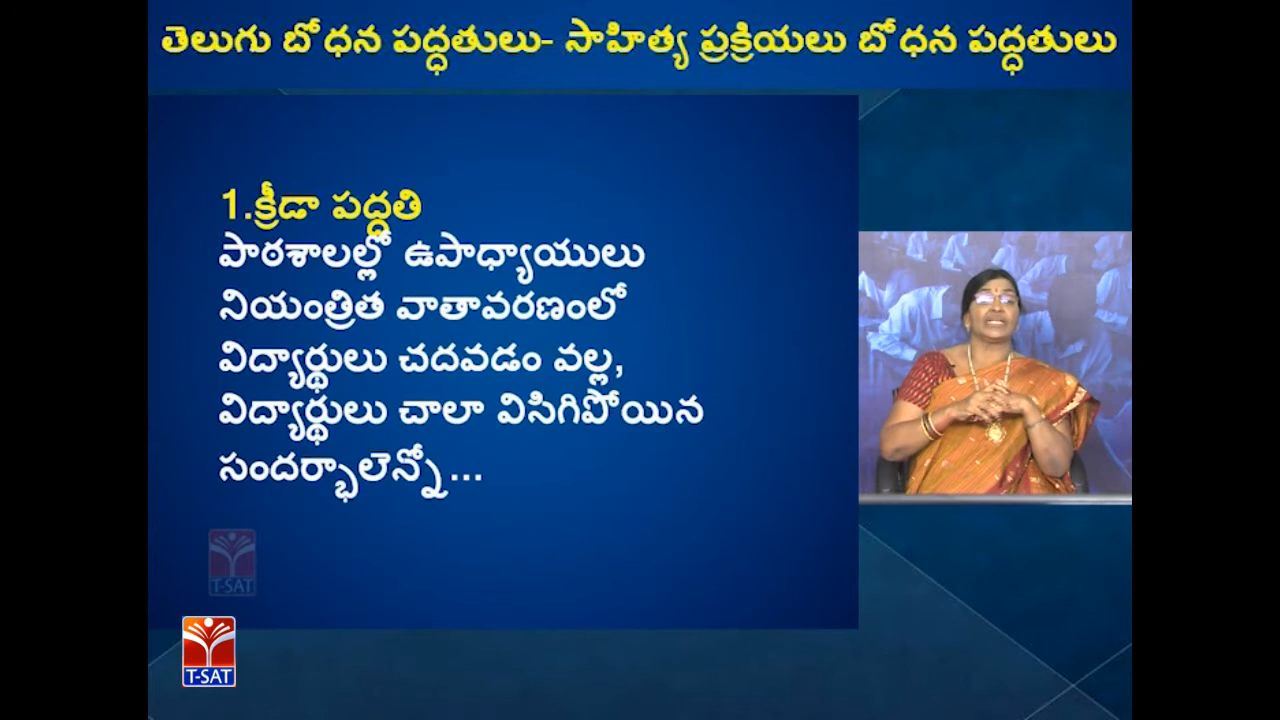 తెలుగు బోధన పద్ధతులు- సాహిత్య ప్రక్రియలు బోధన పద్ధతులు
1.క్రీడా పద్ధతి
పాఠశాలల్లో ఉపాధ్యాయులు
నియంత్రిత వాతావరణంలో
విద్యార్థులు చదవడం వల్ల,
విద్యార్థులు చాలా విసిగిపోయిన
సందర్భాలెన్నో...
T-SAT
T-SAT